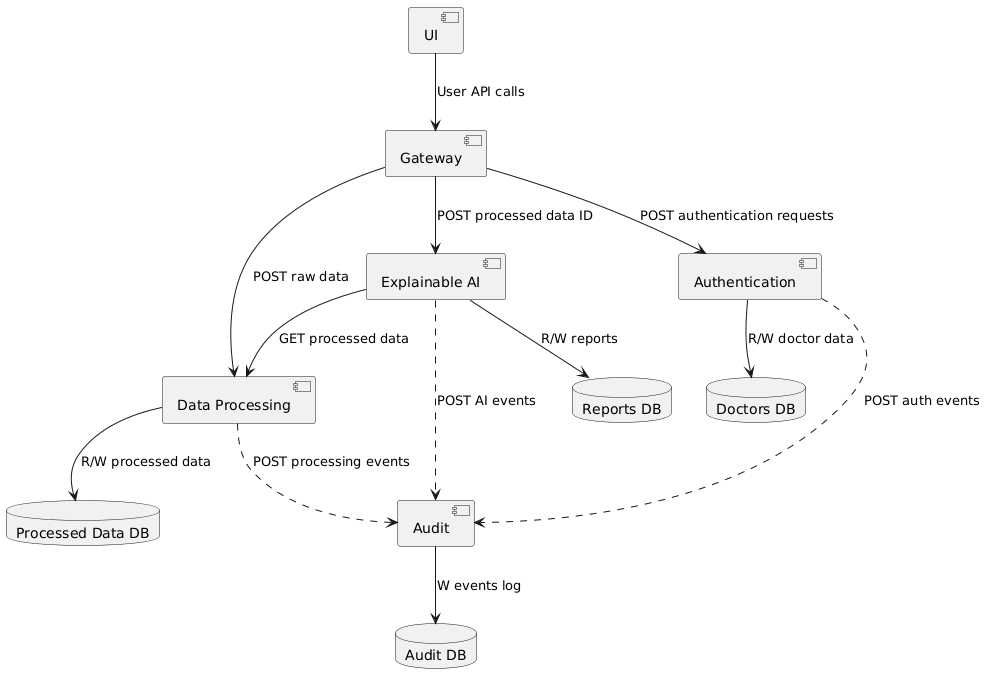 UI
User API calls
Gateway
POST processed data ID
POST authentication requests
POST raw data
Explainable AI
Authentication
GET processed data
R/W reports
R/W doctor data
Data Processing
POST AI events
Reports DB
Doctors DB
POST auth events
R/W processed data
POST processing events
Processed Data DB
Audit
W events log
Audit DB